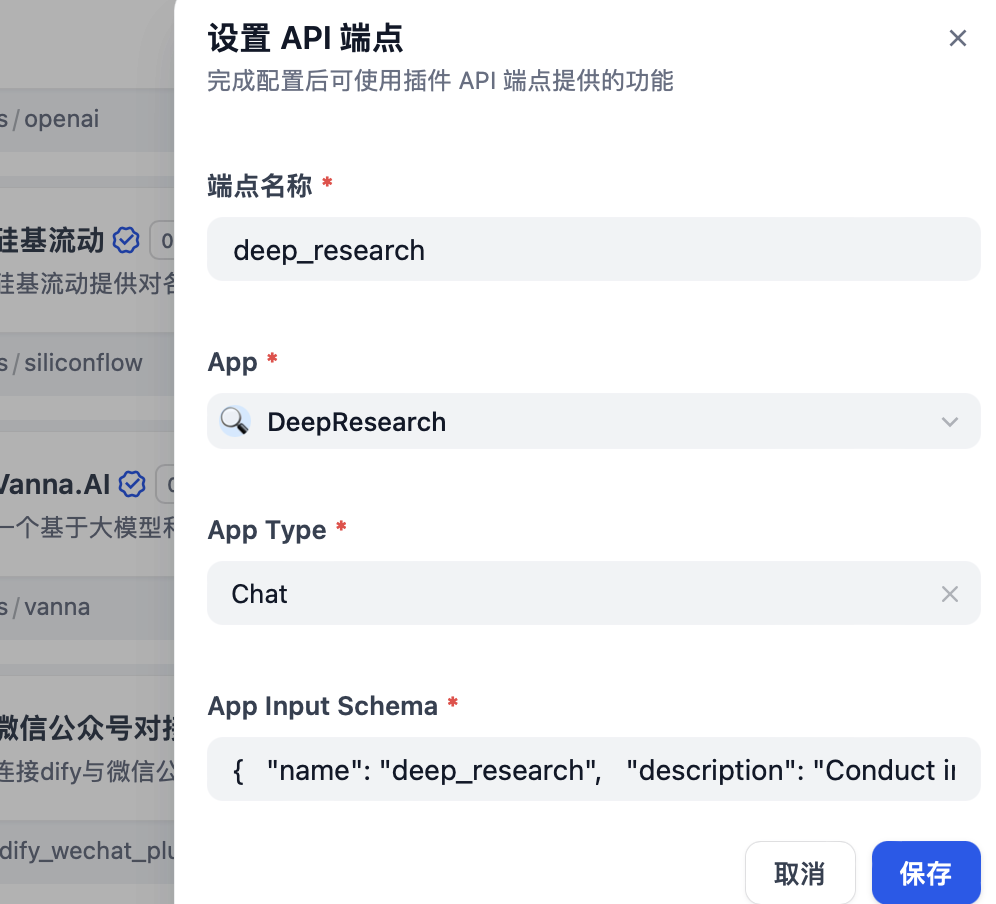 设置 API 端点
完成配置后可使用插件 API 端点提供的功能
端点名称 *
deep_research
App *
DeepResearch
App Type *
Chat
App Input Schema *
{ "name": "deep_research", "description": "Conduct
取消
保存
s / openai
硅基流动
0
硅基流动提供对
s / siliconflow
Vanna.AI
一个基于大模型
s / vanna
微信公众号对接
连接dify与微信公
dify_wechat_plu